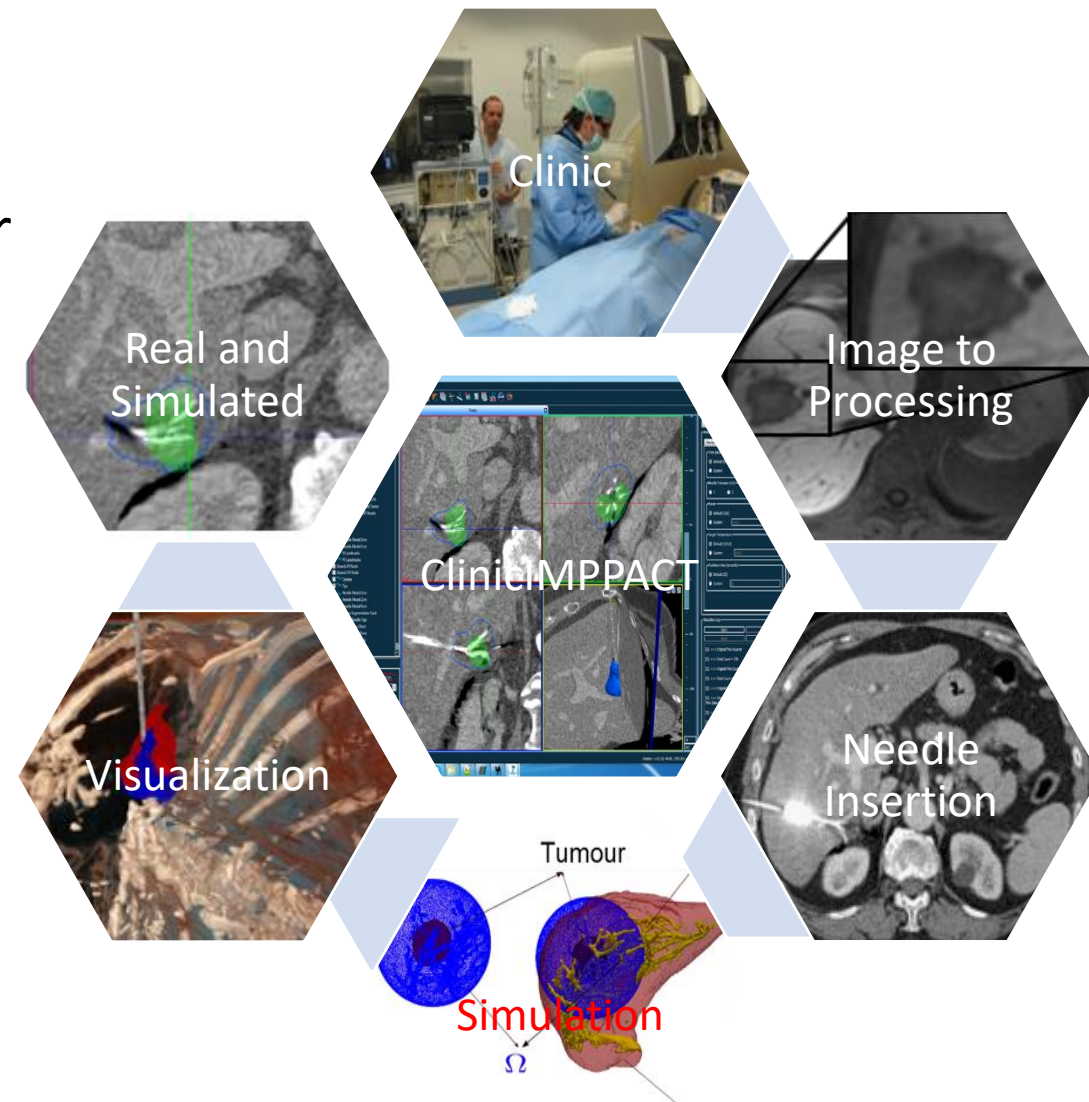 Clinic
r
Real and
Simulated
Image to
Processing
ClinicIMPPACT
Visualization
Needle
Insertion
Tumour
Simulation
Ω